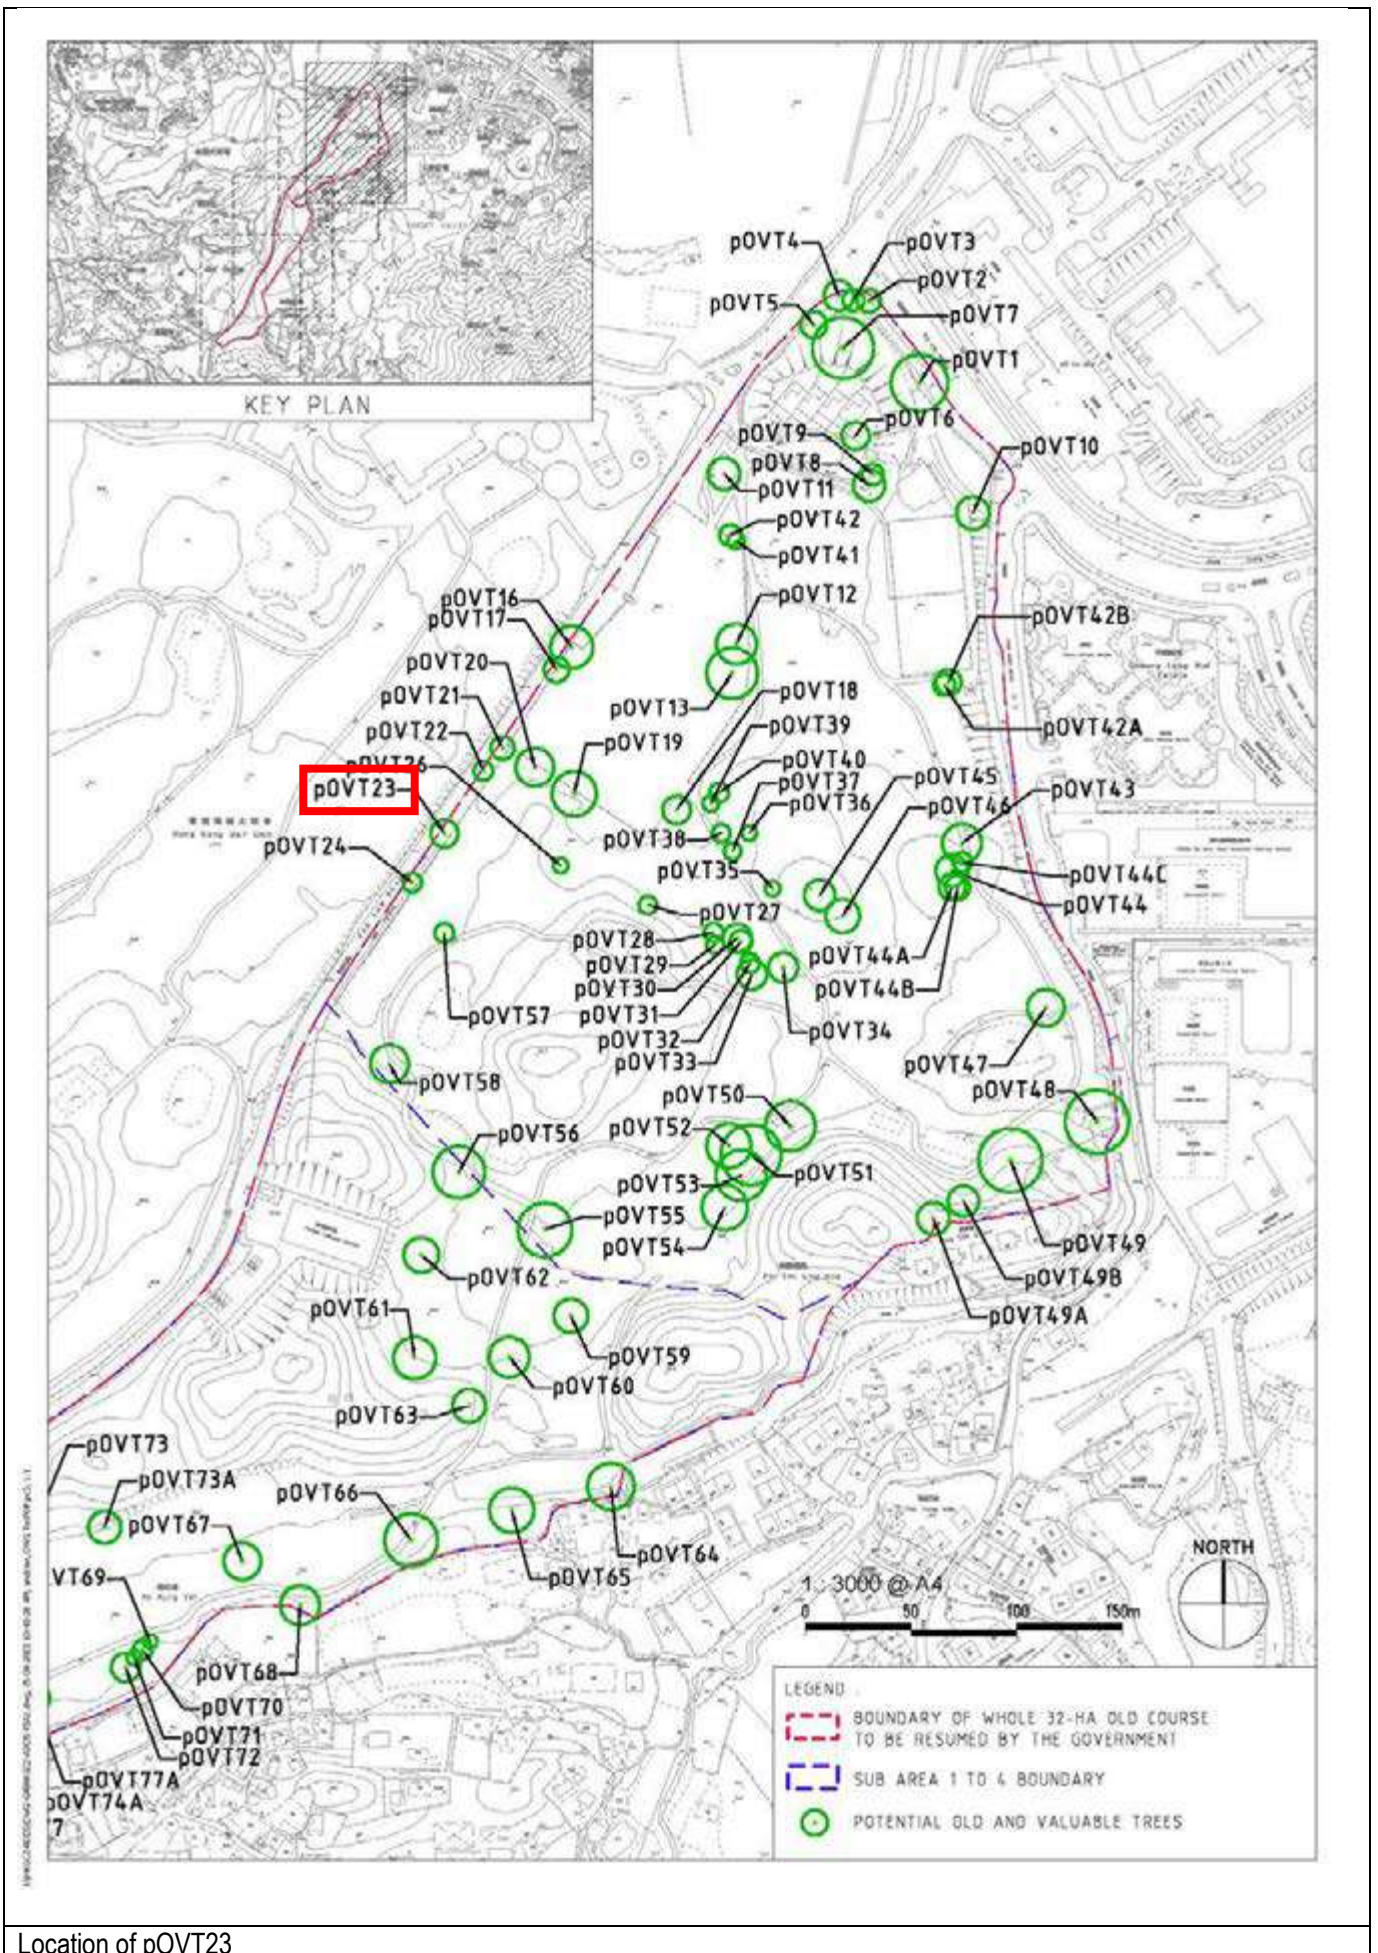 KEY PLAN
pOVT4
pOVT3
pOVT2
pOVT5
pOVT7
pOVT1
pOVT6
pOVT9
pOVT10
pOVT8
pOVT11
pOVT42
pOVT41
pOVT12
pOVT16
pOVT17
pOVT42B
pOVT20
pOVT18
pOVT21
pOVT13
pOVT39
pOVT42A
pOVT22
pOVT19
pOVT40
pOVT26
pOVT37
pOVT45
pOVT23
pOVT43
pOVT36
pOVT46
pOVT38
pOVT24
pOVT35
pOVT44C
pOVT44
pOVT27
pOVT28
pOVT29
pOVT44A
pOVT30
pOVT44B
pOVT31
pOVT57
pOVT34
pOVT32
pOVT33
pOVT47
pOVT58
pOVT48
pOVT50
pOVT52
pOVT56
pOVT51
pOVT53
pOVT55
pOVT54
pOVT49
pOVT62
pOVT49B
pOVT61
pOVT49A
pOVT59
pOVT60
pOVT63
pOVT73
pOVT73A
pOVT66
pOVT67
pOVT64
pOVT65
VT69
pOVT68
pOVT70
pOVT71
pOVT72
pOVT77A
pOVT74A
7
NORTH
1 : 3000 @ A4
0 50 100 150m
LEGEND
BOUNDARY OF WHOLE 32-HA OLD COURSE
TO BE RESUMED BY THE GOVERNMENT
SUB AREA 1 TO 4 BOUNDARY
POTENTIAL OLD AND VALUABLE TREES
Location of pOVT23